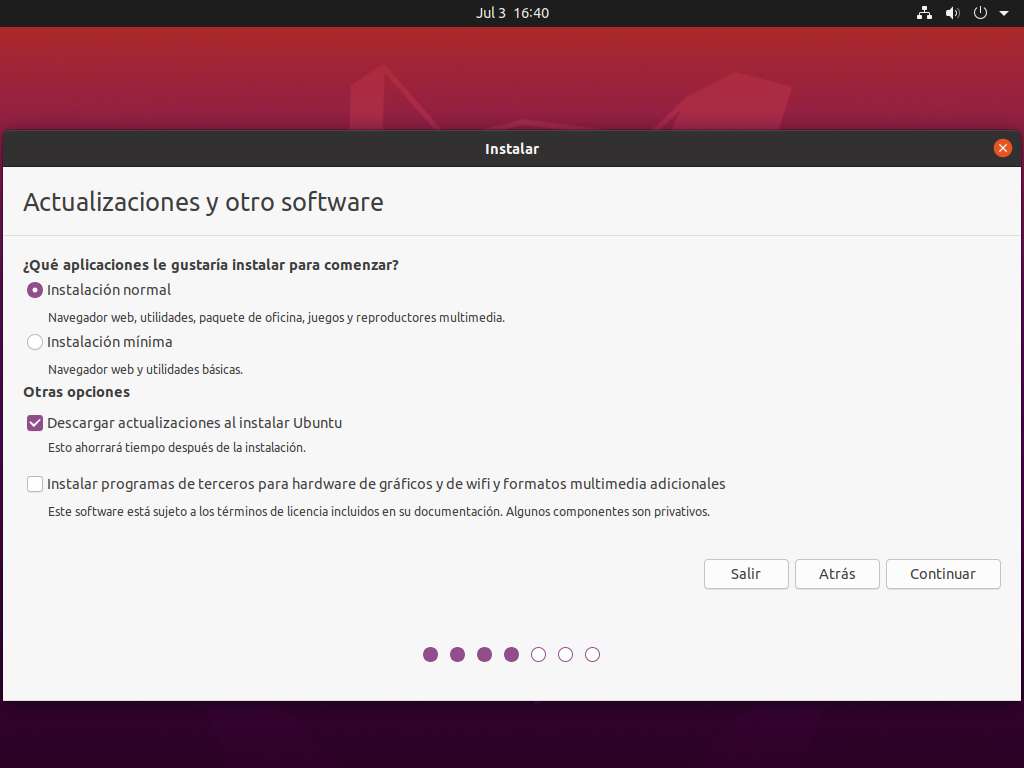 Jul 3 16:40
Instalar
Actualizaciones y otro software
¿Qué aplicaciones le gustaría instalar para comenzar?
Instalación normal
Navegador web, utilidades, paquete de oficina, juegos y reproductores multimedia.
Instalación mínima
Navegador web y utilidades básicas.
Otras opciones
Descargar actualizaciones al instalar Ubuntu
Esto ahorrará tiempo después de la instalación.
Instalar programas de terceros para hardware de gráficos y de wifi y formatos multimedia adicionales
Este software está sujeto a los términos de licencia incluidos en su documentación. Algunos componentes son privativos.
Salir Atrás Continuar